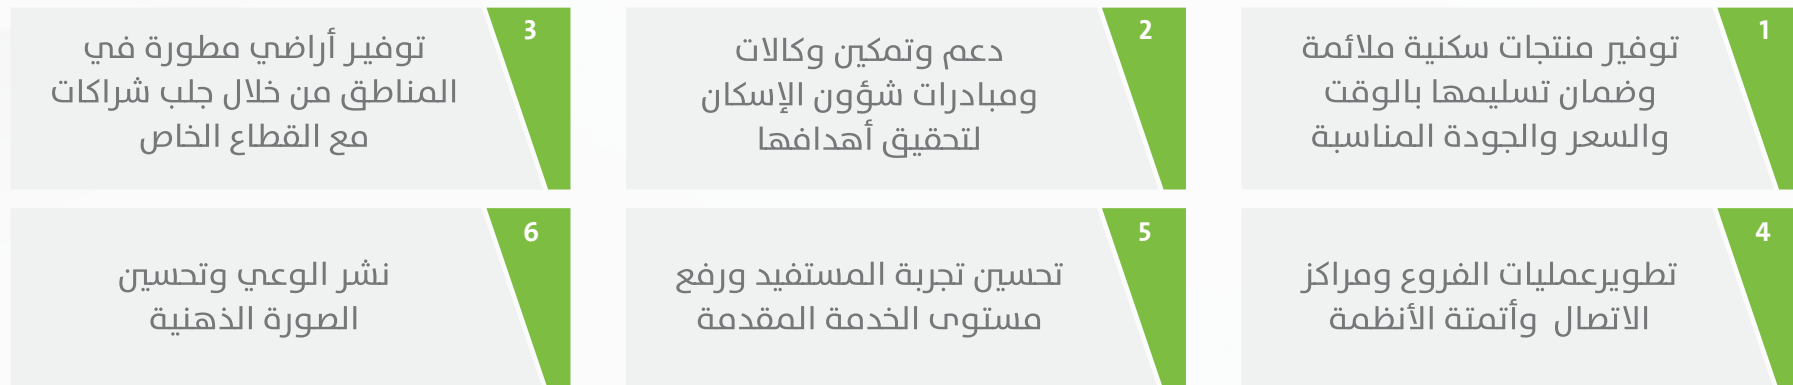 1
توفير منتجات سكنية ملائمة
وضمان تسليمها بالوقت
والسعر والجودة المناسبة
2
دعم وتمكين وكالات
ومبادرات شؤون الإسكان
لتحقيق أهدافها
3
توفير أراضي مطورة في
المناطق من خلال جلب شراكات
مع القطاع الخاص
4
تطويرعمليات الفروع ومراكز
الاتصال وأتمتة الأنظمة
5
تحسين تجربة المستفيد ورفع
مستوى الخدمة المقدمة
6
نشر الوعي وتحسين
الصورة الذهنية